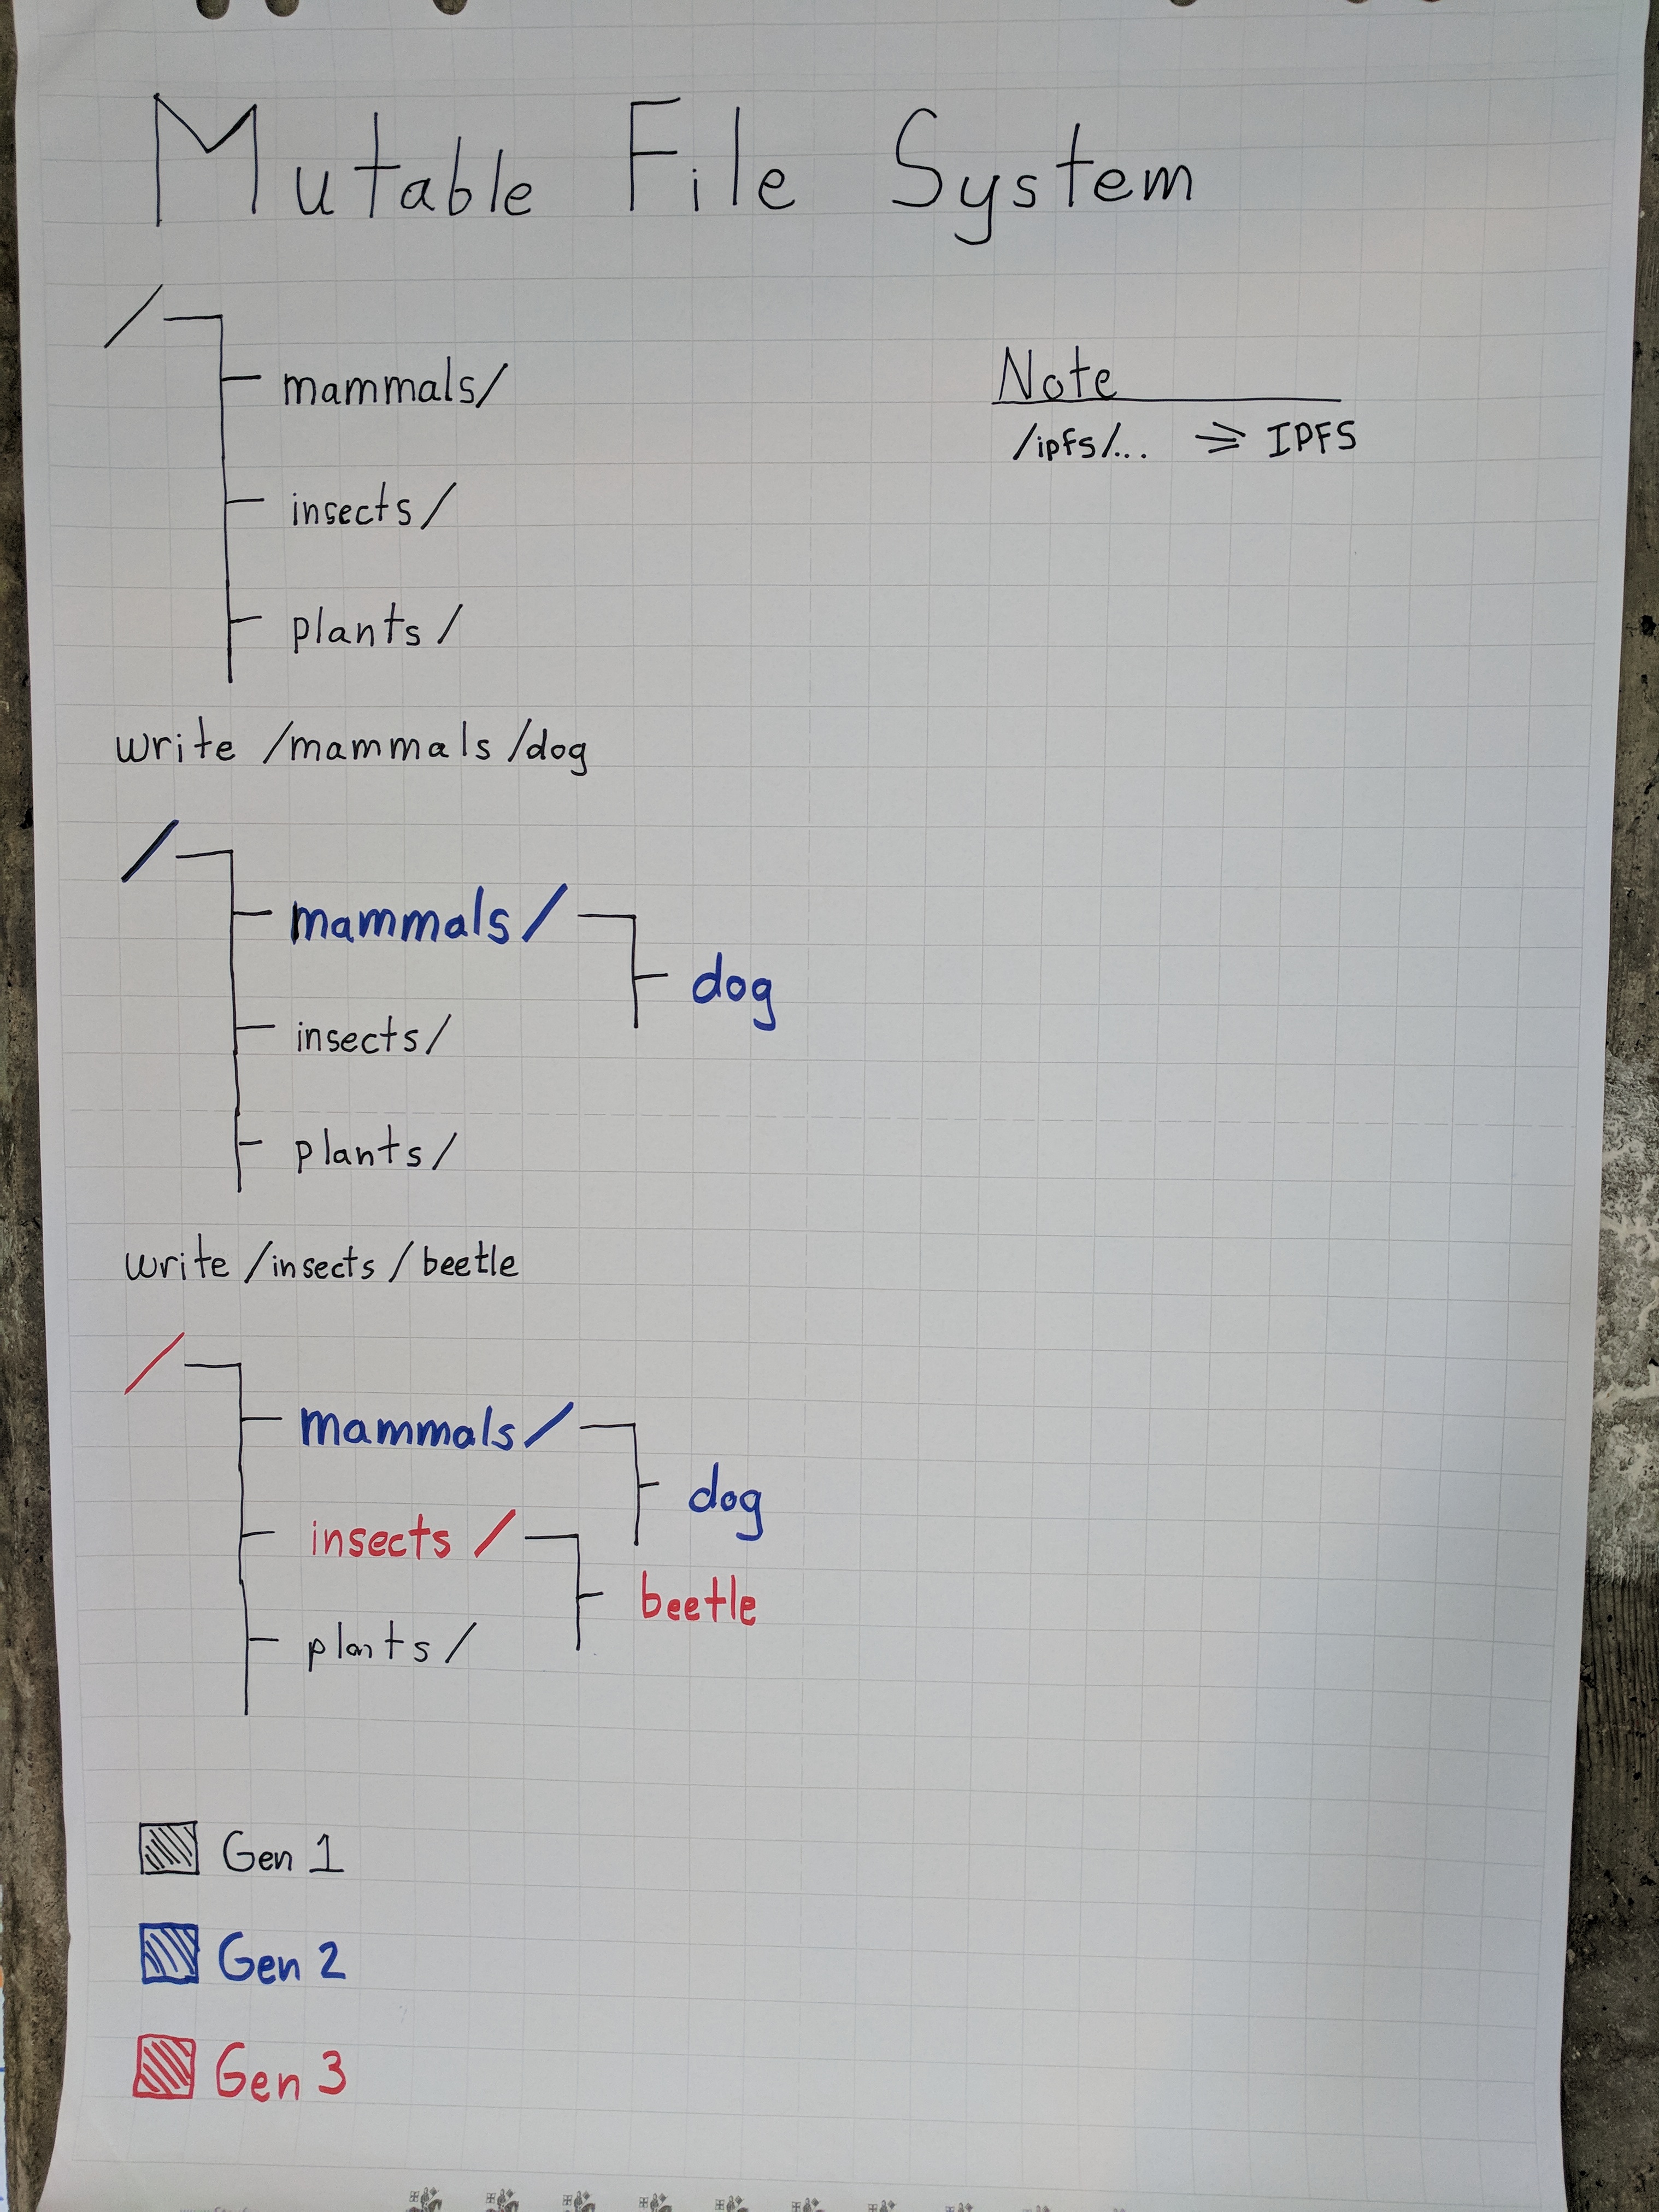 Mutable File System
/
mammals/
Note
/ipfs/... => IPFS
insects/
plants/
write /mammals/dog
/
mammals/
dog
insects/
plants/
write /insects/beetle
/
mammals/
dog
insects/
beetle
plants/
Gen 1
Gen 2
Gen 3